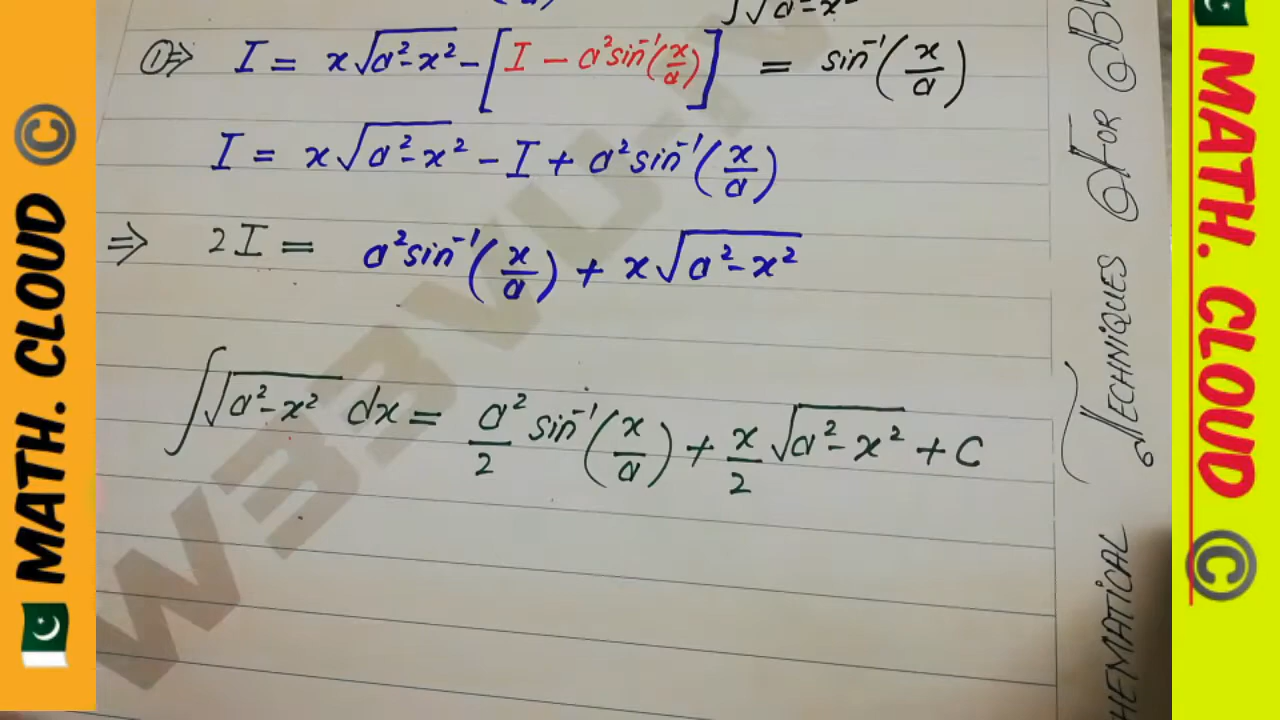 ①⇒ I = x√(a²-x²) - [I - a²sin⁻¹(x/a)] = sin⁻¹(x/a)
I = x√(a²-x²) - I + a²sin⁻¹(x/a)
⇒ 2I = a²sin⁻¹(x/a) + x√(a²-x²)
∫√(a²-x²) dx = a²/2 sin⁻¹(x/a) + x/2 √(a²-x²) + C
MATH. CLOUD ©
MATH. CLOUD ©
TECHNIQUES @FOR @
W33VU